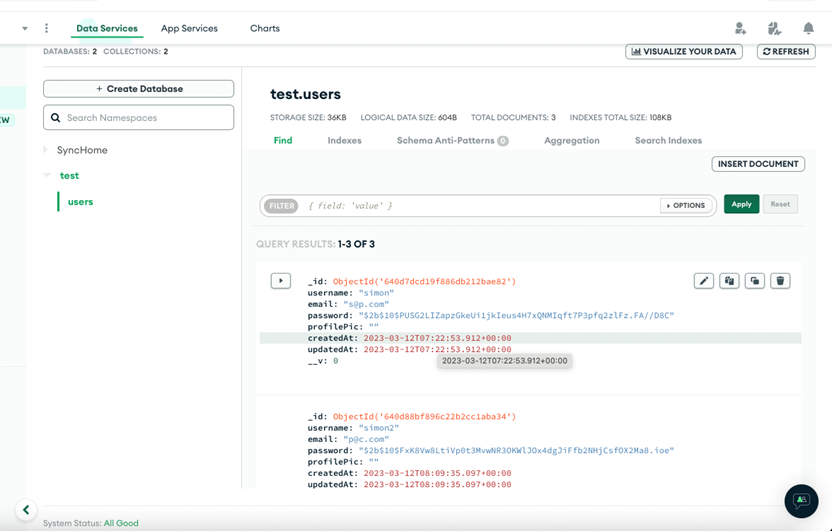 Data Services App Services Charts
DATABASES: 2 COLLECTIONS: 2
VISUALIZE YOUR DATA
REFRESH
+ Create Database
Search Namespaces
SyncHome
test
users
test.users
STORAGE SIZE: 36KB LOGICAL DATA SIZE: 604B TOTAL DOCUMENTS: 3 INDEXES TOTAL SIZE: 108KB
Find Indexes Schema Anti-Patterns 0 Aggregation Search Indexes
INSERT DOCUMENT
FILTER { field: 'value' } OPTIONS Apply Reset
QUERY RESULTS: 1-3 OF 3
_id: ObjectId('640d7dcd19f886db212bae82')
username: "simon"
email: "s@p.com"
password: "$2b$10$PUSG2LIZapzGkeUi1jkIeus4H7xQNMIqft7P3pfq2zlFz.FA//D8C"
profilePic: ""
createdAt: 2023-03-12T07:22:53.912+00:00
updatedAt: 2023-03-12T07:22:53.912+00:00
2023-03-12T07:22:53.912+00:00
__v: 0
_id: ObjectId('640d88bf896c22b2cc1aba34')
username: "simon2"
email: "p@c.com"
password: "$2b$10$FxK8Vw8LtiVp0t3MvwNR3OKWlJOx4dgJiFfb2NHjCsfOX2Ma8.ioe"
profilePic: ""
createdAt: 2023-03-12T08:09:35.097+00:00
updatedAt: 2023-03-12T08:09:35.097+00:00
System Status: All Good